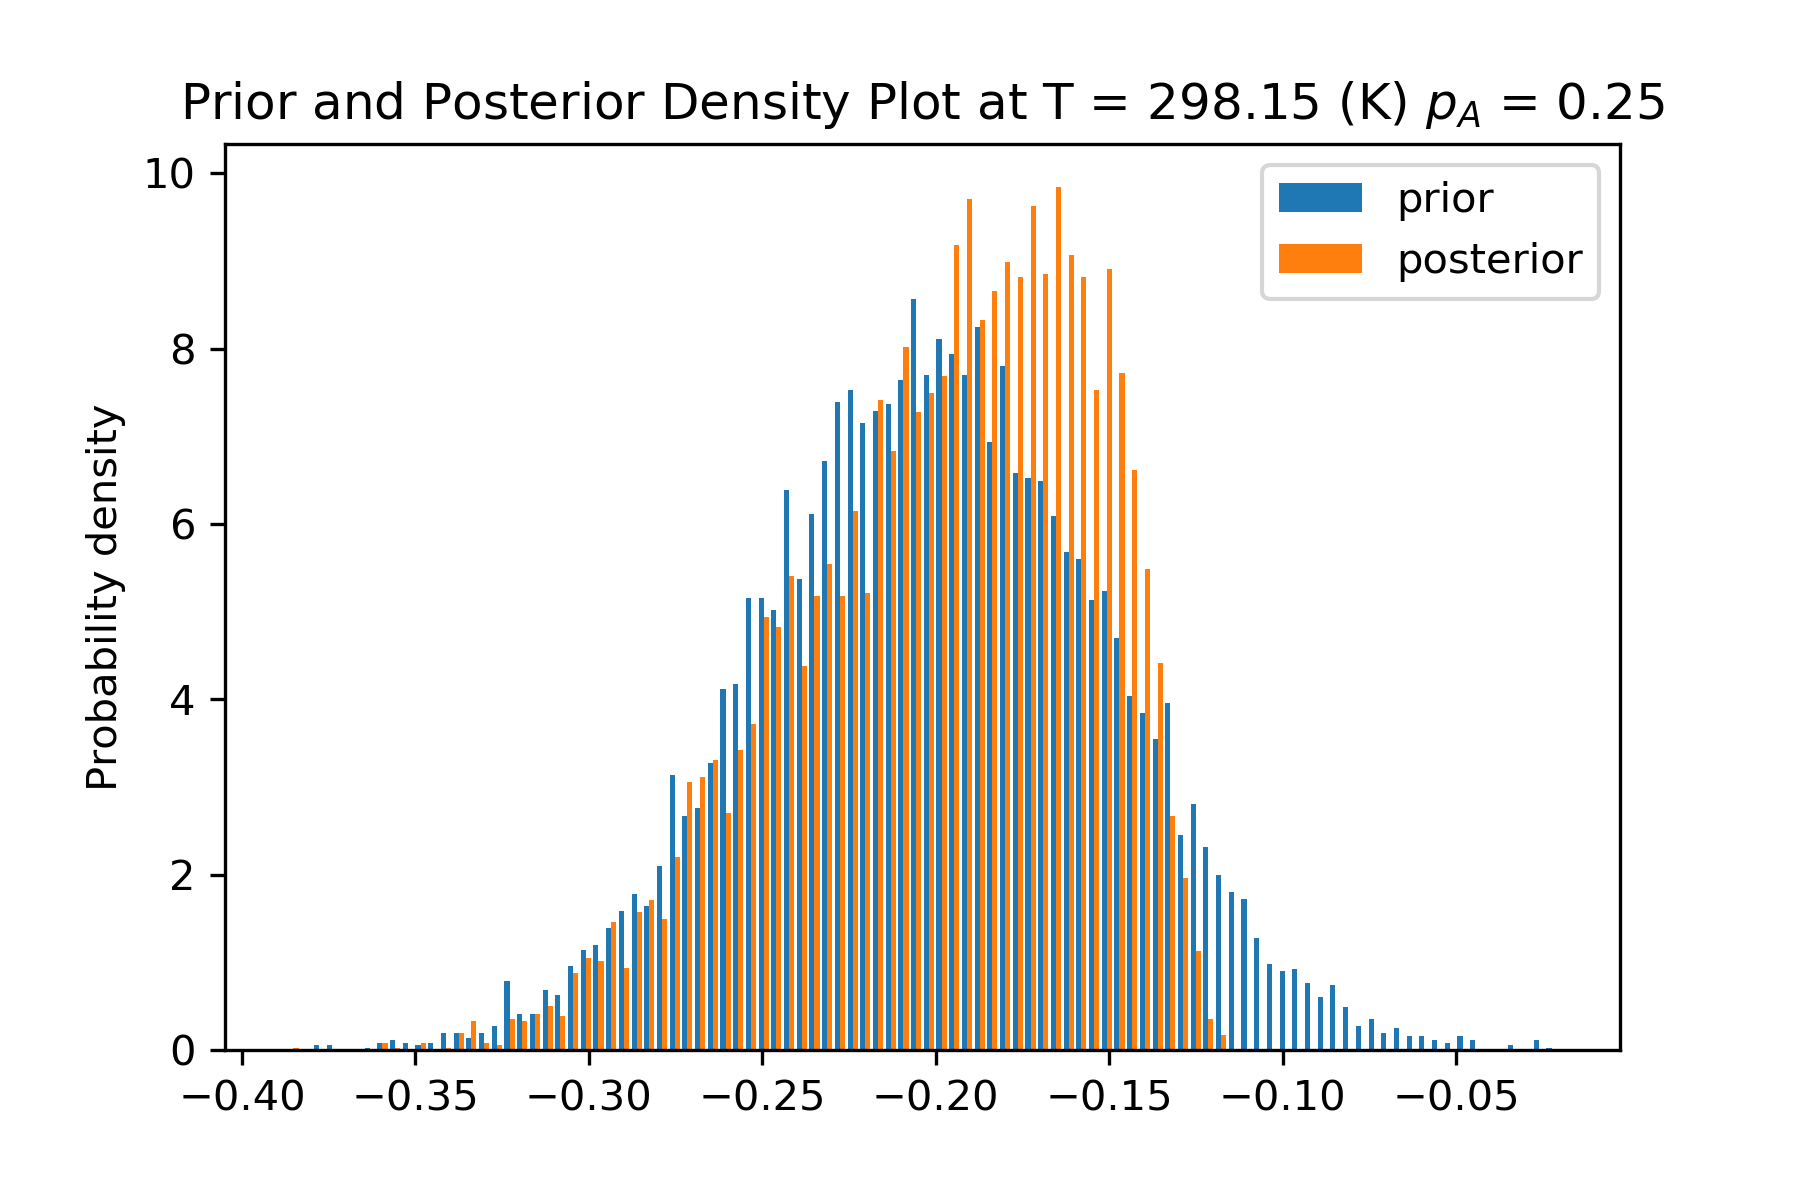 Prior and Posterior Density Plot at T = 298.15 (K) p_A = 0.25
prior
posterior
Probability density
10
8
6
4
2
0
−0.40 −0.35 −0.30 −0.25 −0.20 −0.15 −0.10 −0.05